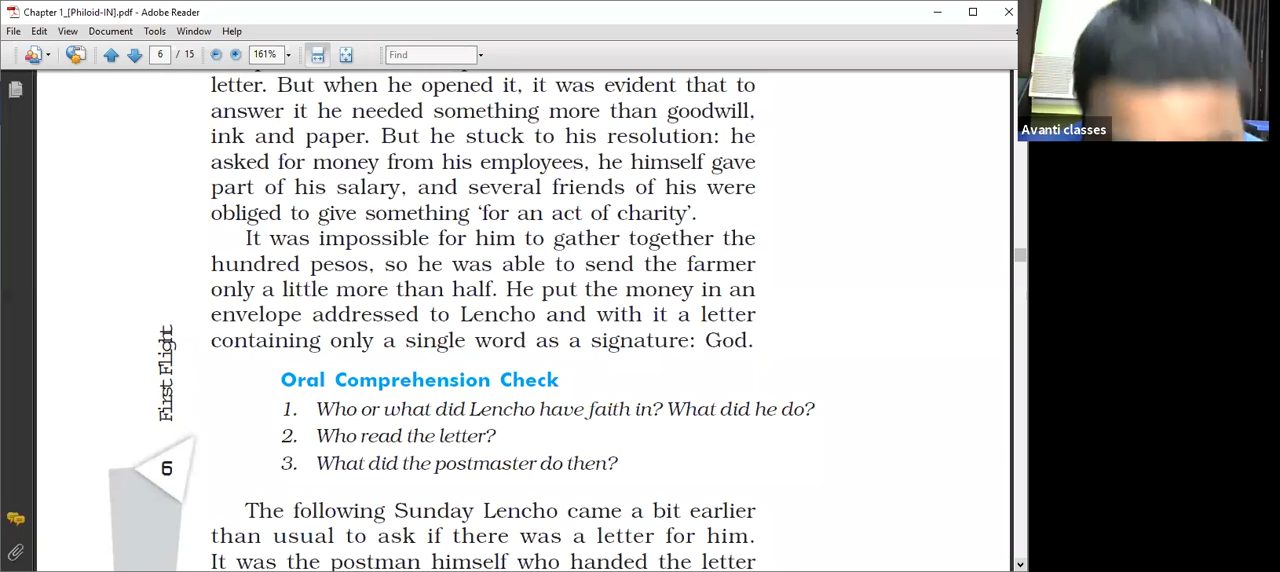 Chapter 1_[Philoid-IN].pdf - Adobe Reader
File Edit View Document Tools Window Help
6 / 15 161% Find
letter. But when he opened it, it was evident that to
answer it he needed something more than goodwill,
ink and paper. But he stuck to his resolution: he
asked for money from his employees, he himself gave
part of his salary, and several friends of his were
obliged to give something ‘for an act of charity’.
It was impossible for him to gather together the
hundred pesos, so he was able to send the farmer
only a little more than half. He put the money in an
envelope addressed to Lencho and with it a letter
containing only a single word as a signature: God.
First Flight
6
Oral Comprehension Check
1. Who or what did Lencho have faith in? What did he do?
2. Who read the letter?
3. What did the postmaster do then?
The following Sunday Lencho came a bit earlier
than usual to ask if there was a letter for him.
It was the postman himself who handed the letter
Avanti classes